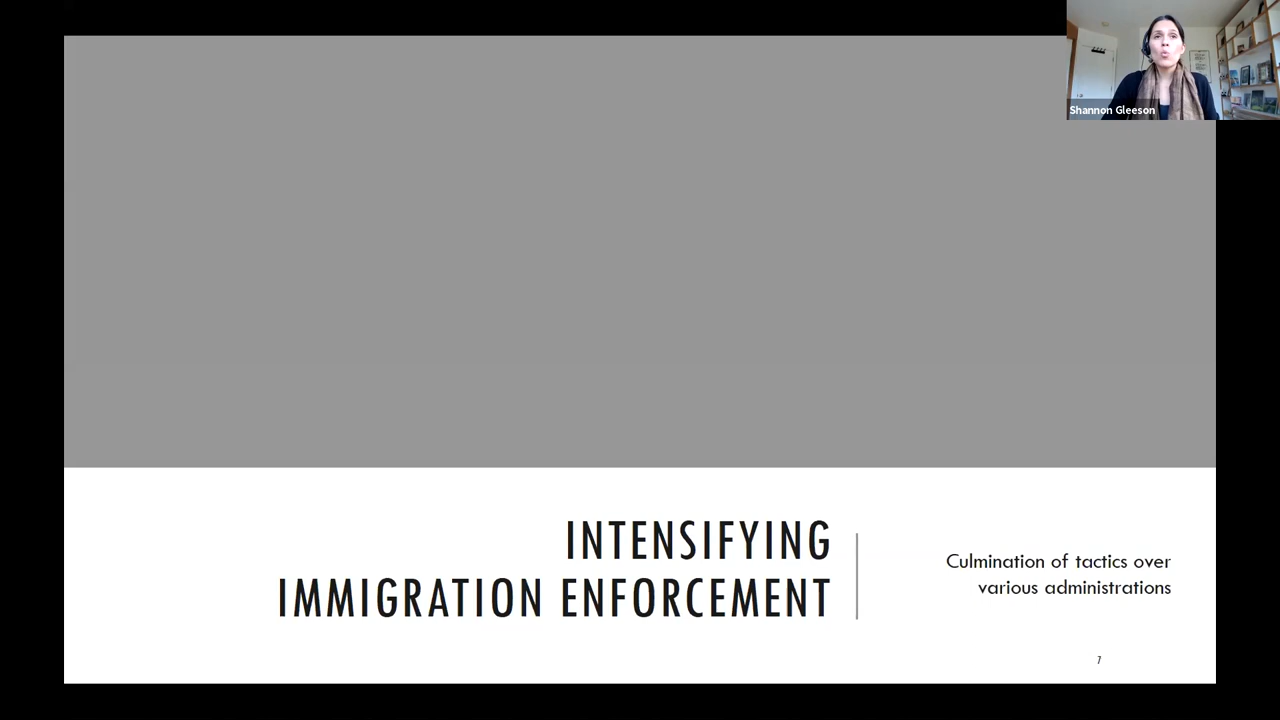 Shannon Gleeson
INTENSIFYING
IMMIGRATION ENFORCEMENT
Culmination of tactics over
various administrations
7